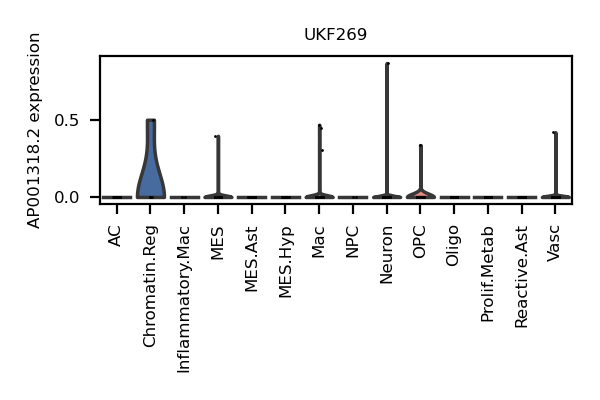 UKF269
AP001318.2 expression
0.5
0.0
AC
Chromatin.Reg
Inflammatory.Mac
MES
MES.Ast
MES.Hyp
Mac
NPC
Neuron
OPC
Oligo
Prolif.Metab
Reactive.Ast
Vasc